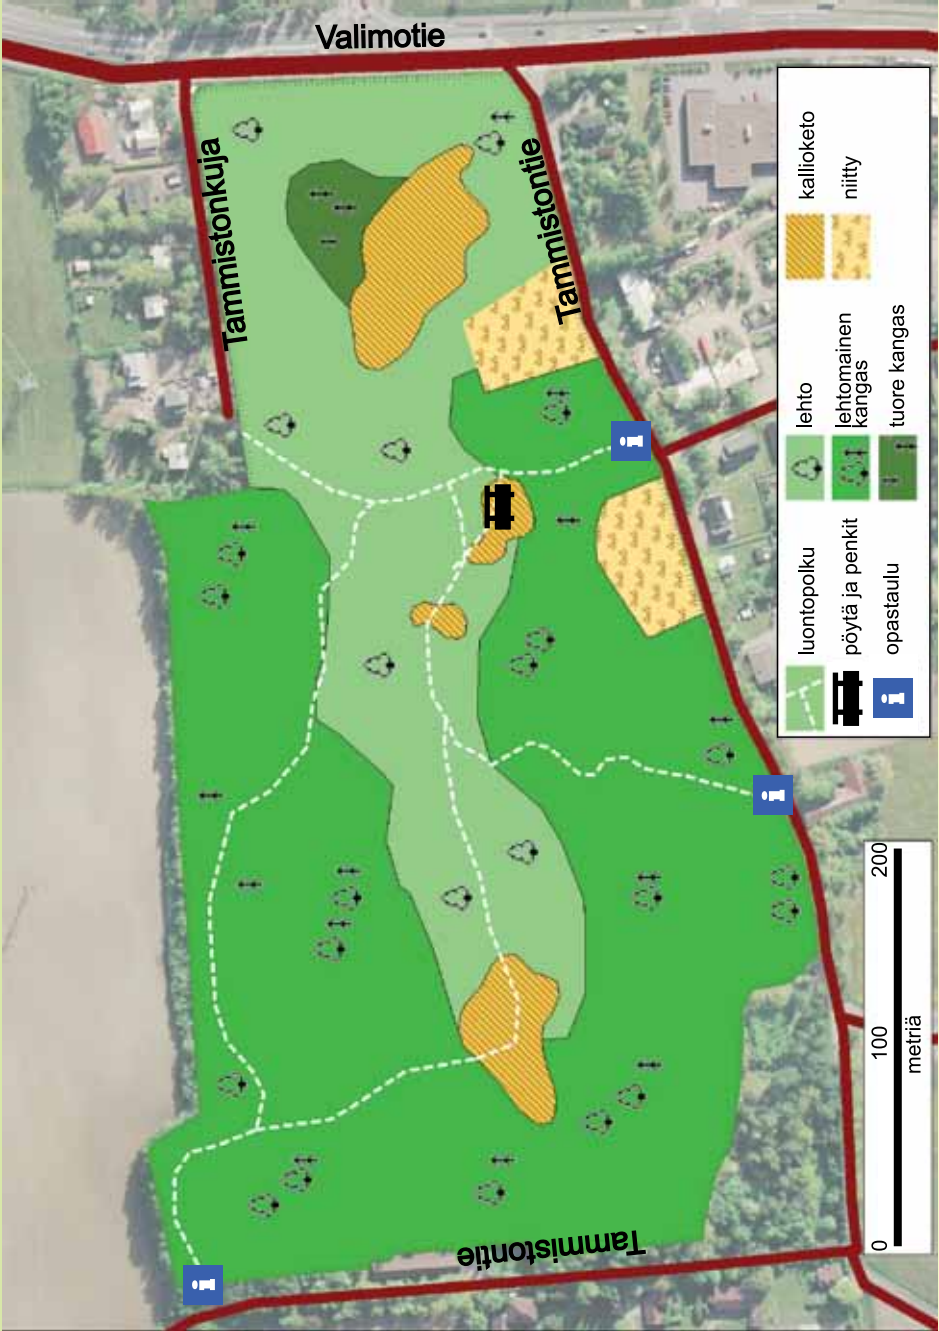 Valimotie
Tammistonkuja
Tammistontie
Tammistontie
luontopolku
pöytä ja penkit
opastaulu
lehto
lehtomainen
kangas
tuore kangas
kallioketo
niitty
0 100 200
metriä
i
i
i
i